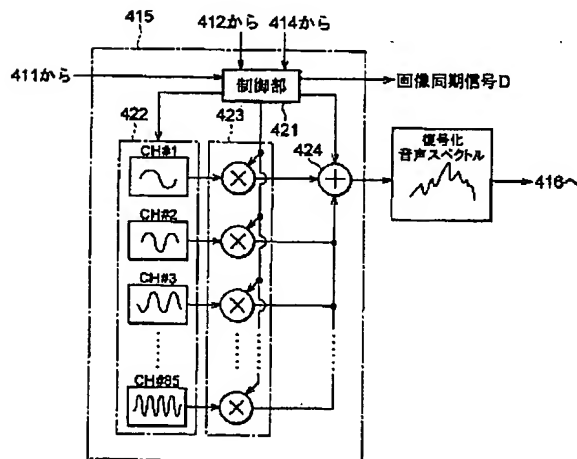 415
412から
414から
411から
制御部
画像同期信号D
421
422
423
424
CH#1
復号化
音声スペクトル
416へ
CH#2
CH#3
CH#85